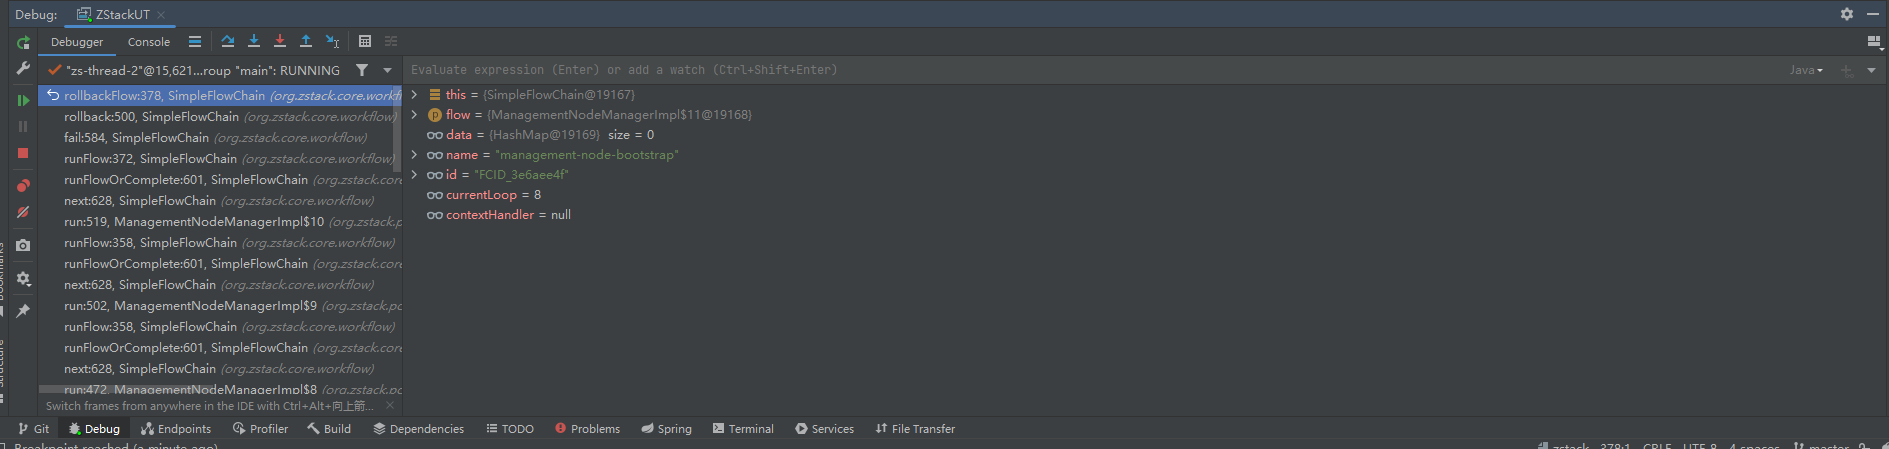 Debug: ZStackUT
Debugger Console
"zs-thread-2"@15,621...roup "main": RUNNING
Evaluate expression (Enter) or add a watch (Ctrl+Shift+Enter)
Java
rollbackFlow:378, SimpleFlowChain (org.zstack.core.workfl
rollback:500, SimpleFlowChain (org.zstack.core.workflow)
fail:584, SimpleFlowChain (org.zstack.core.workflow)
runFlow:372, SimpleFlowChain (org.zstack.core.workflow)
runFlowOrComplete:601, SimpleFlowChain (org.zstack.core
next:628, SimpleFlowChain (org.zstack.core.workflow)
run:519, ManagementNodeManagerImpl$10 (org.zstack.p
runFlow:358, SimpleFlowChain (org.zstack.core.workflow)
runFlowOrComplete:601, SimpleFlowChain (org.zstack.core
next:628, SimpleFlowChain (org.zstack.core.workflow)
run:502, ManagementNodeManagerImpl$9 (org.zstack.po
runFlow:358, SimpleFlowChain (org.zstack.core.workflow)
runFlowOrComplete:601, SimpleFlowChain (org.zstack.core
next:628, SimpleFlowChain (org.zstack.core.workflow)
run:472, ManagementNodeManagerImpl$8 (org.zstack.po
Switch frames from anywhere in the IDE with Ctrl+Alt+向上箭...
this = {SimpleFlowChain@19167}
flow = {ManagementNodeManagerImpl$11@19168}
data = {HashMap@19169} size = 0
name = "management-node-bootstrap"
id = "FCID_3e6aee4f"
currentLoop = 8
contextHandler = null
Bookmarks
Structure
Git Debug Endpoints Profiler Build Dependencies TODO Problems Spring Terminal Services File Transfer
Breakpoint reached (a minute ago)
zstack 378:1 CRLF UTF-8 4 spaces master